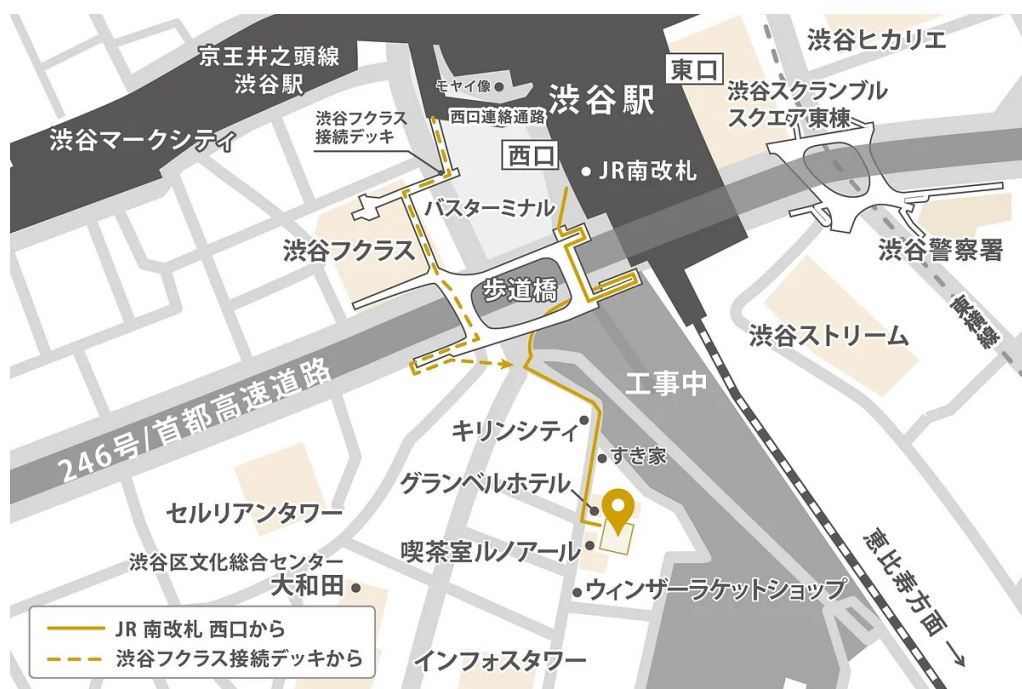 渋谷ヒカリエ
京王井之頭線
渋谷駅
東口
モヤイ像
渋谷駅
渋谷スクランブル
スクエア東棟
渋谷フクラス
接続デッキ
西口連絡通路
渋谷マークシティ
西口
JR南改札
バスターミナル
渋谷フクラス
渋谷警察署
歩道橋
東横線
渋谷ストリーム
246号/首都高速道路
工事中
キリンシティ
すき家
グランベルホテル
セルリアンタワー
喫茶室ルノアール
渋谷区文化総合センター
大和田
ウィンザーラケットショップ
恵比寿方面→
JR 南改札 西口から
渋谷フクラス接続デッキから
インフォスタワー